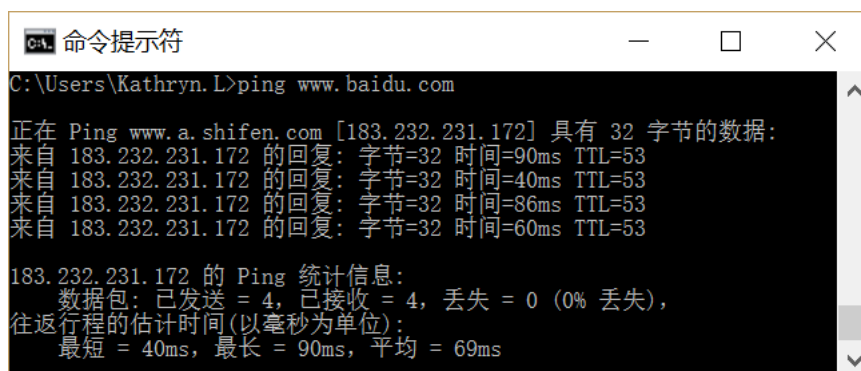 命令提示符
C:\Users\Kathryn.L>ping www.baidu.com
正在 Ping www.a.shifen.com [183.232.231.172] 具有 32 字节的数据:
来自 183.232.231.172 的回复: 字节=32 时间=90ms TTL=53
来自 183.232.231.172 的回复: 字节=32 时间=40ms TTL=53
来自 183.232.231.172 的回复: 字节=32 时间=86ms TTL=53
来自 183.232.231.172 的回复: 字节=32 时间=60ms TTL=53
183.232.231.172 的 Ping 统计信息:
数据包: 已发送 = 4，已接收 = 4，丢失 = 0 (0% 丢失)，
往返行程的估计时间(以毫秒为单位):
最短 = 40ms，最长 = 90ms，平均 = 69ms